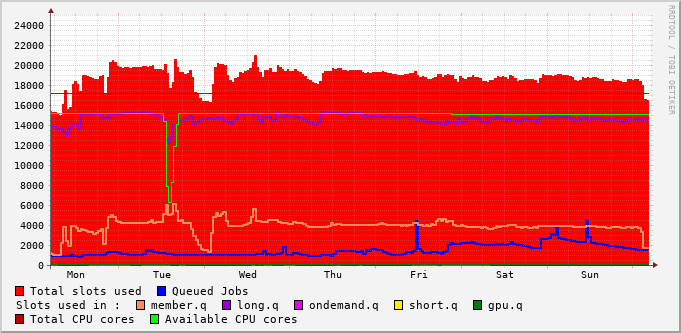 24000
22000
20000
18000
16000
14000
12000
10000
8000
6000
4000
2000
0
Mon Tue Wed Thu Fri Sat Sun
RRDTOOL / TOBI OETIKER
Total slots used Queued Jobs
Slots used in : member.q long.q ondemand.q short.q gpu.q
Total CPU cores Available CPU cores